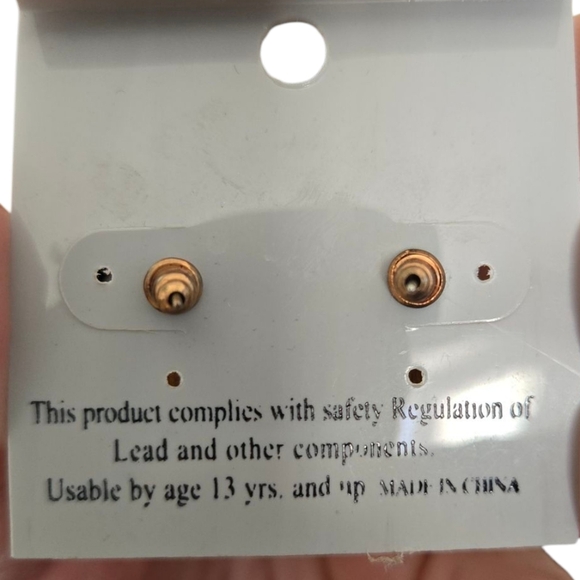 This product complies with safety Regulation of
Lead and other components.
Usable by age 13 yrs. and up MADE IN CHINA